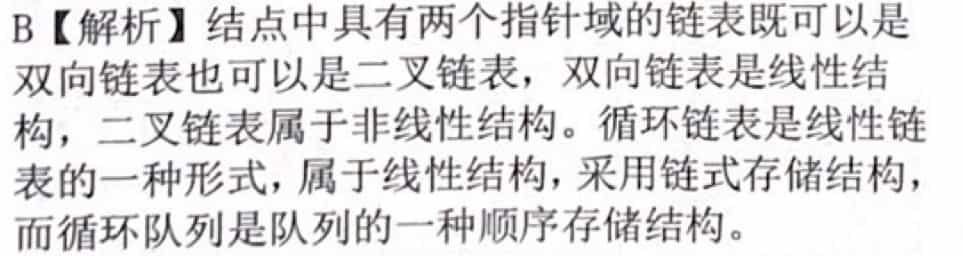 B【解析】结点中具有两个指针域的链表既可以是
双向链表也可以是二叉链表，双向链表是线性结
构，二叉链表属于非线性结构。循环链表是线性链
表的一种形式，属于线性结构，采用链式存储结构，
而循环队列是队列的一种顺序存储结构。